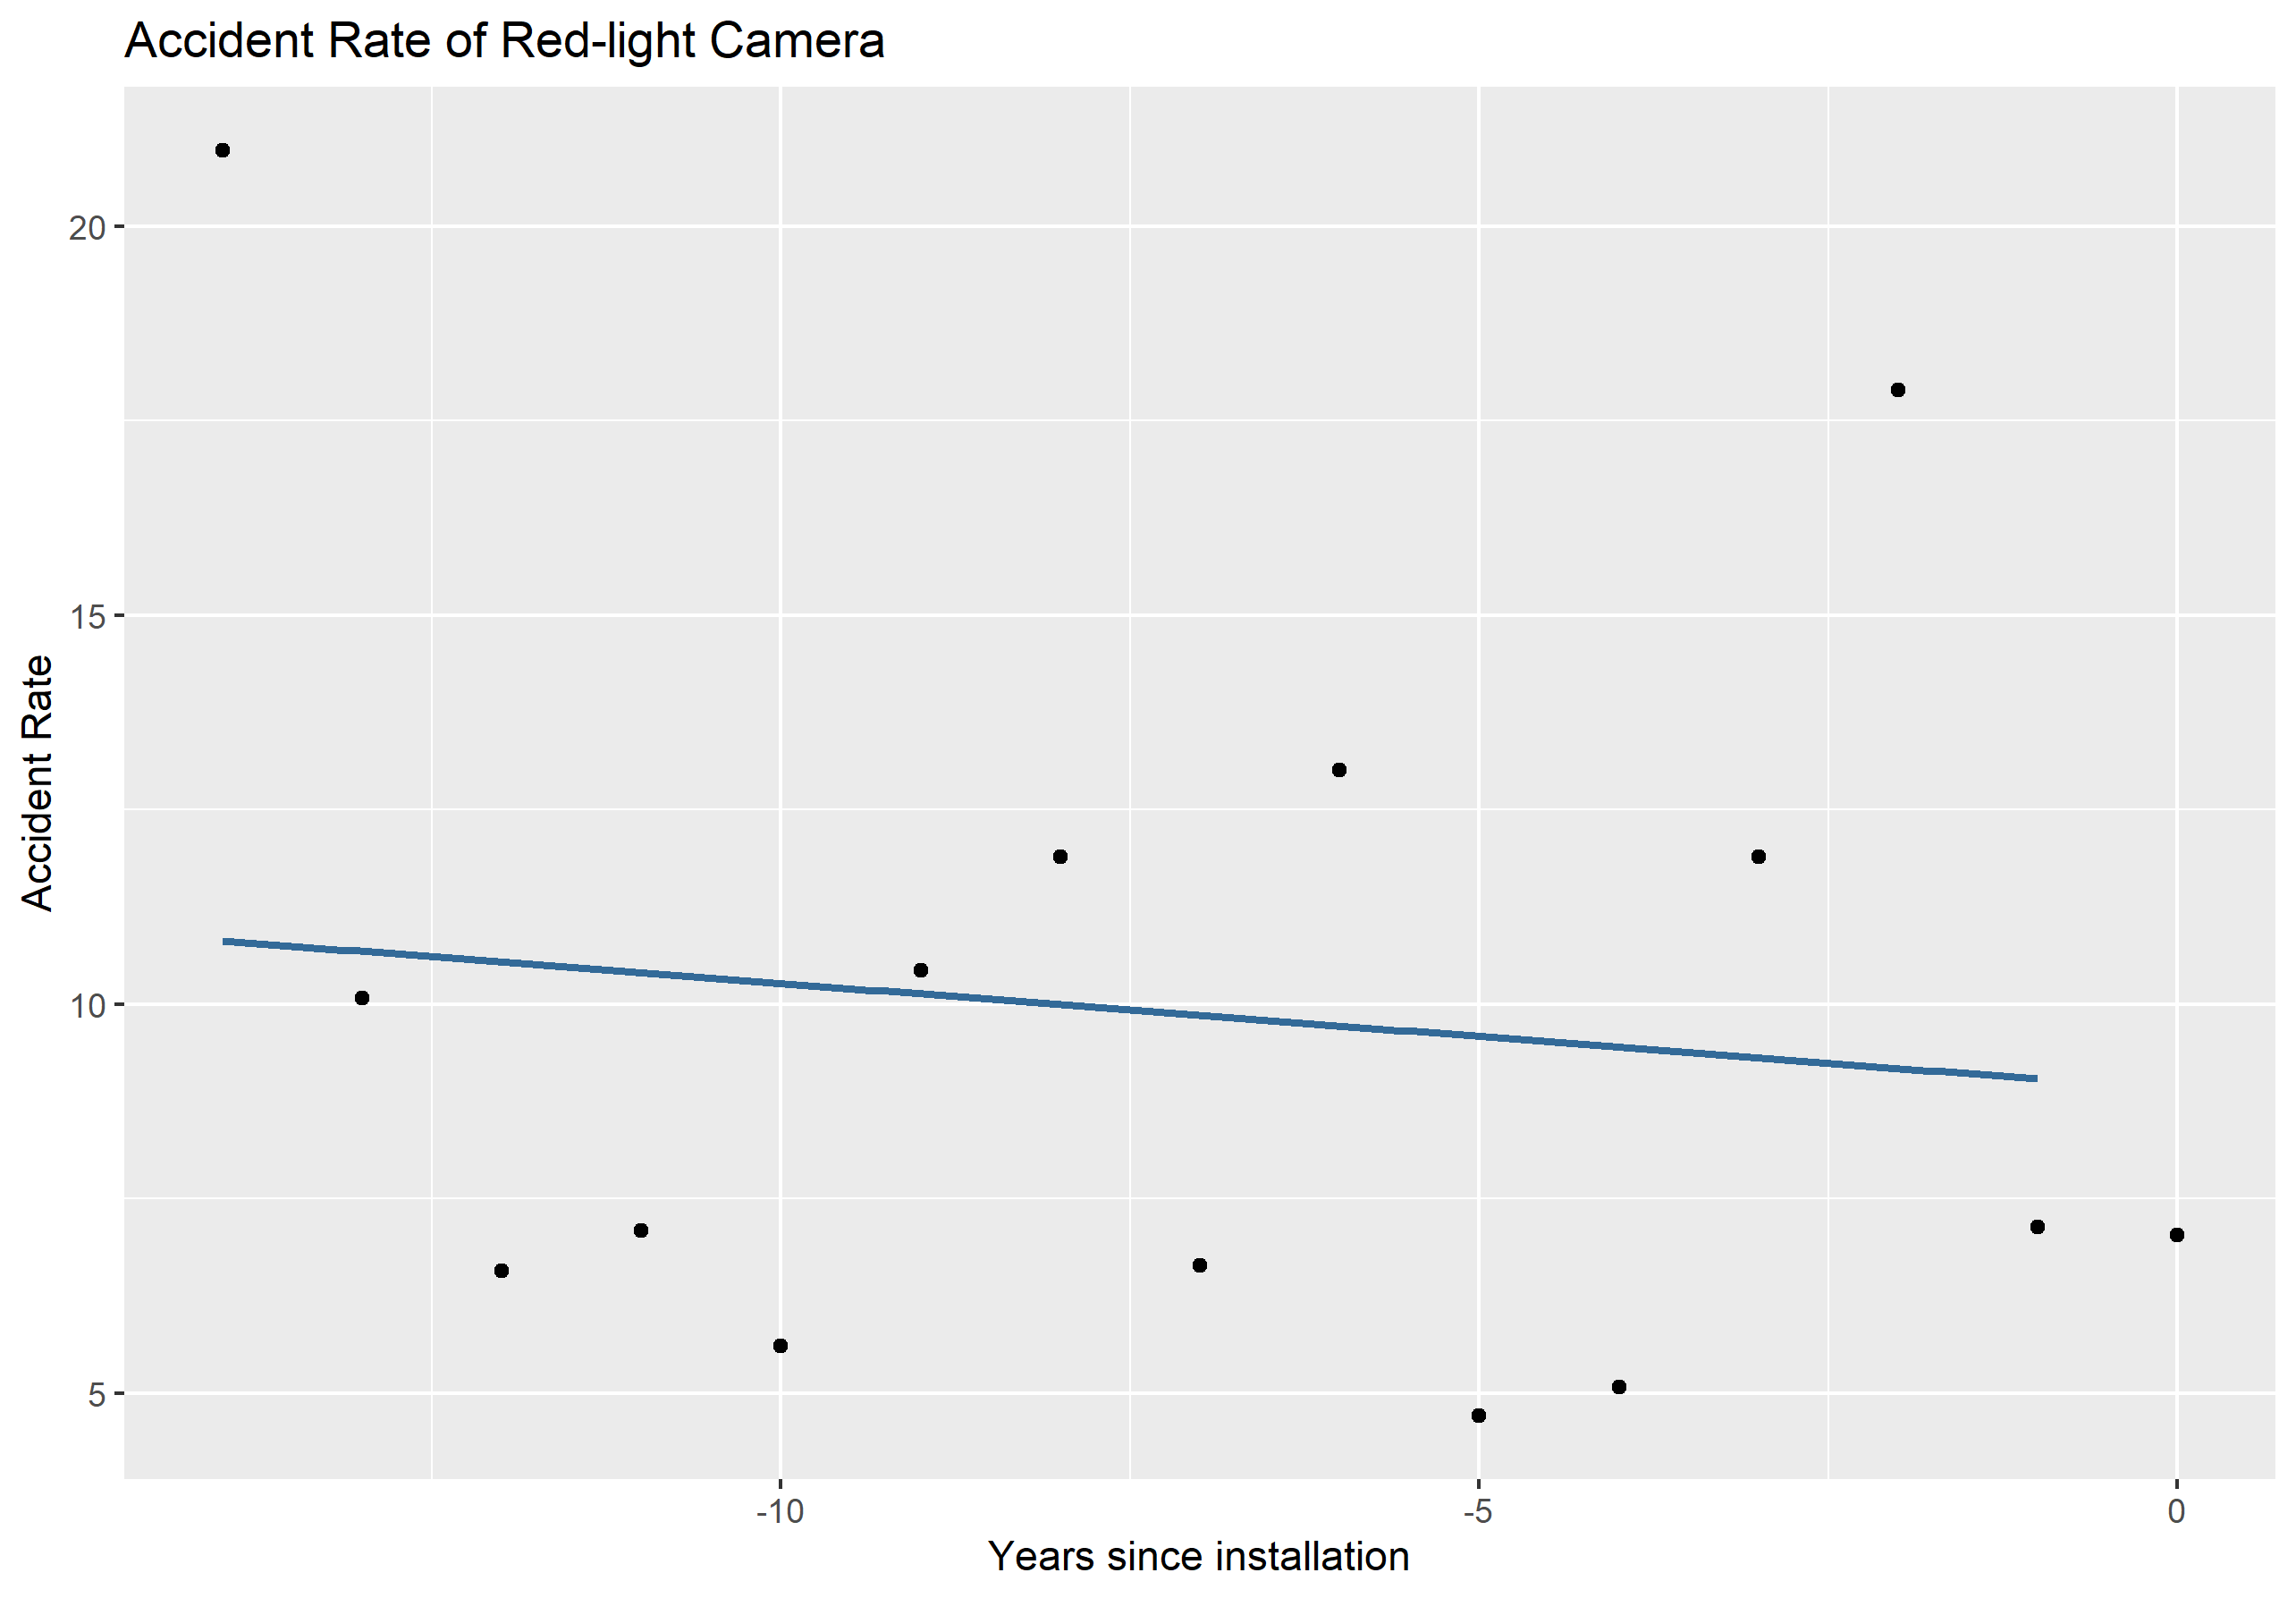 Accident Rate of Red-light Camera
20
15
10
5
Accident Rate
-10
-5
0
Years since installation